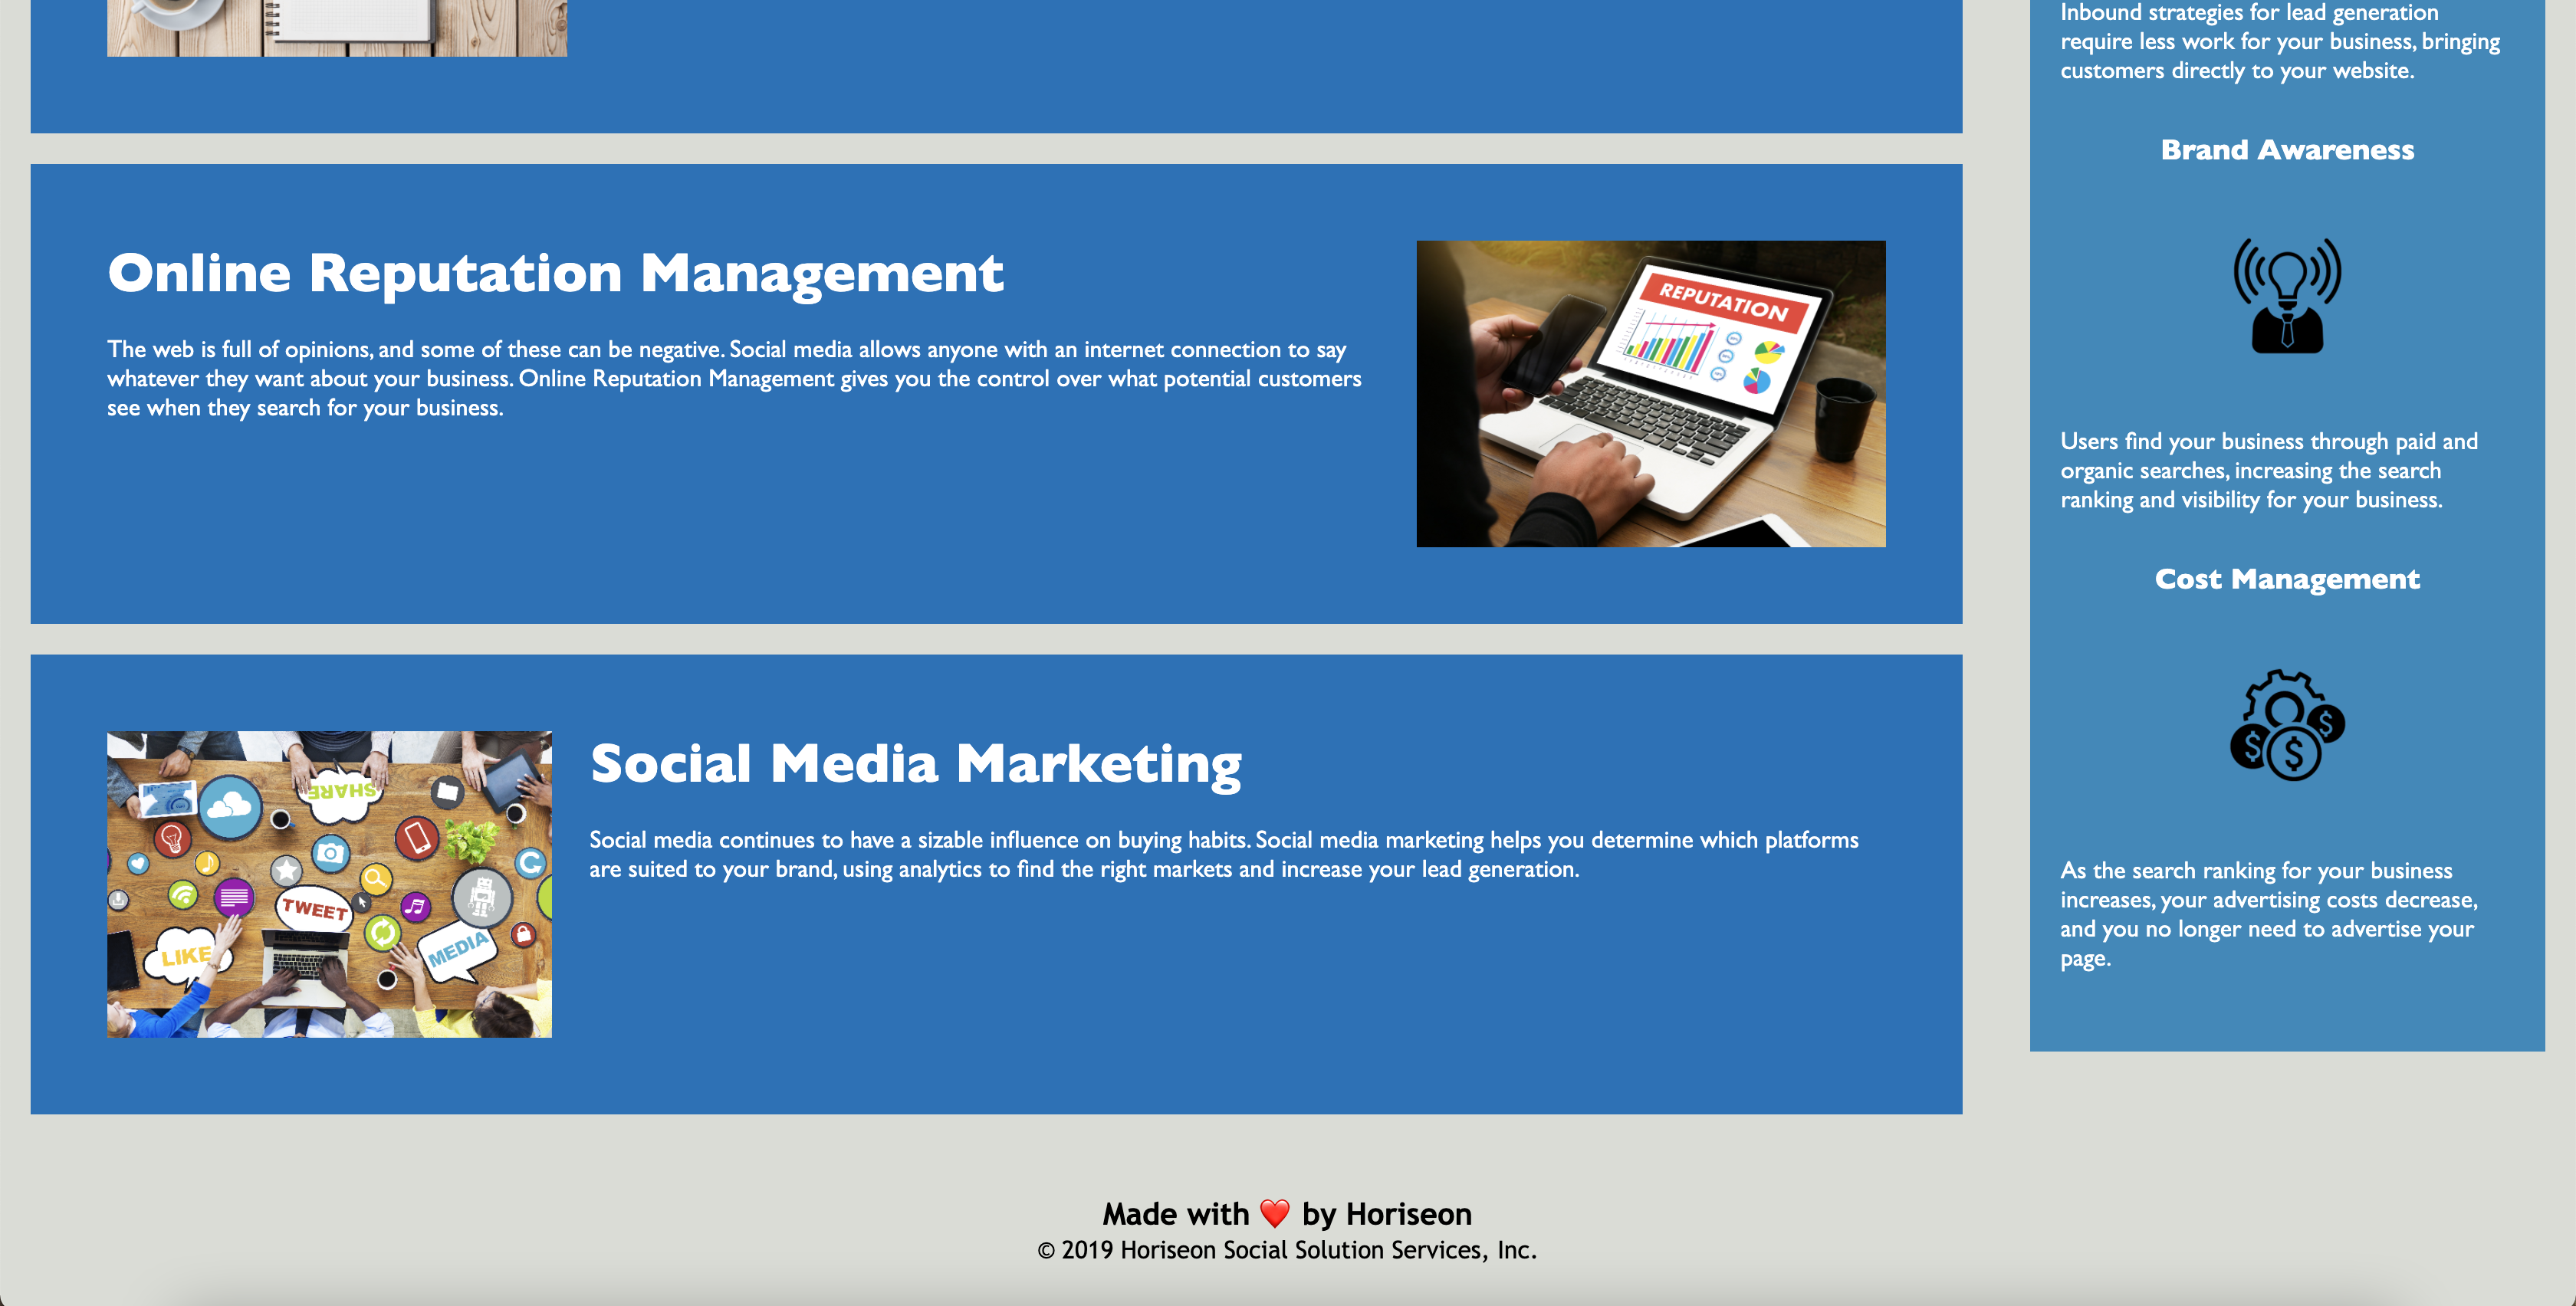 Online Reputation Management
The web is full of opinions, and some of these can be negative. Social media allows anyone with an internet connection to say
whatever they want about your business. Online Reputation Management gives you the control over what potential customers
see when they search for your business.
REPUTATION
Social Media Marketing
Social media continues to have a sizable influence on buying habits. Social media marketing helps you determine which platforms
are suited to your brand, using analytics to find the right markets and increase your lead generation.
SHARE
TWEET
LIKE
MEDIA
Inbound strategies for lead generation
require less work for your business, bringing
customers directly to your website.
Brand Awareness
Users find your business through paid and
organic searches, increasing the search
ranking and visibility for your business.
Cost Management
$ $ $
As the search ranking for your business
increases, your advertising costs decrease,
and you no longer need to advertise your
page.
Made with ❤️ by Horiseon
© 2019 Horiseon Social Solution Services, Inc.